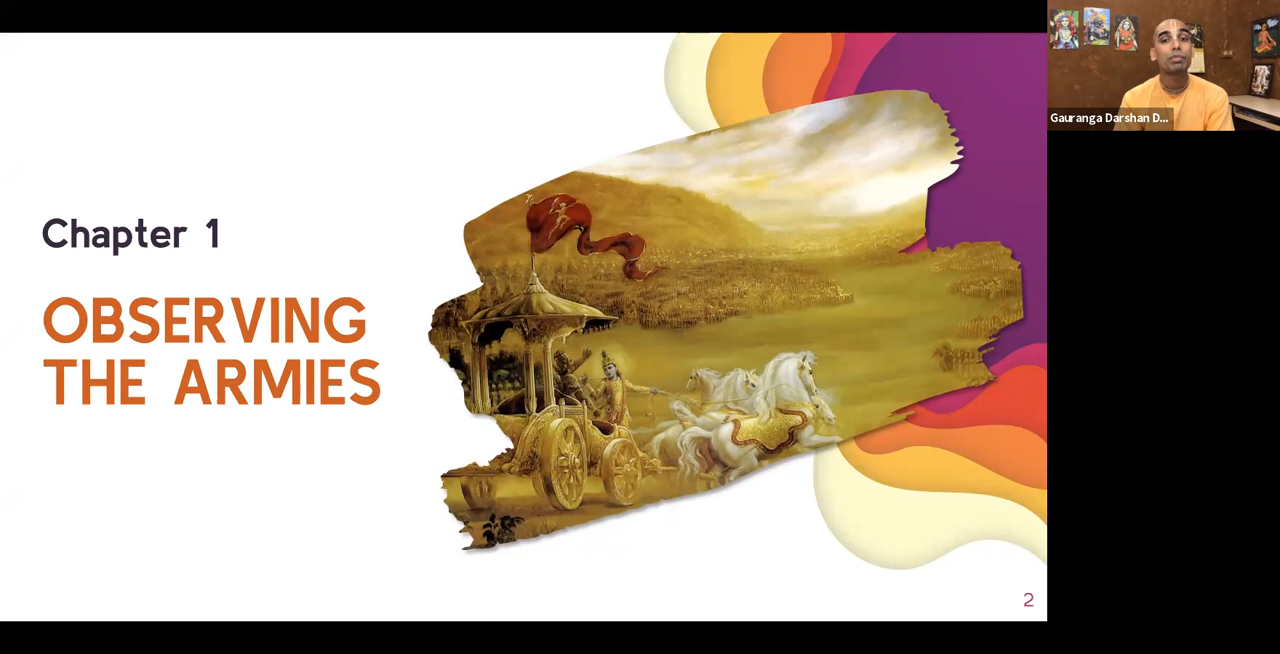 Chapter 1
OBSERVING
THE ARMIES
2
Gauranga Darshan D...